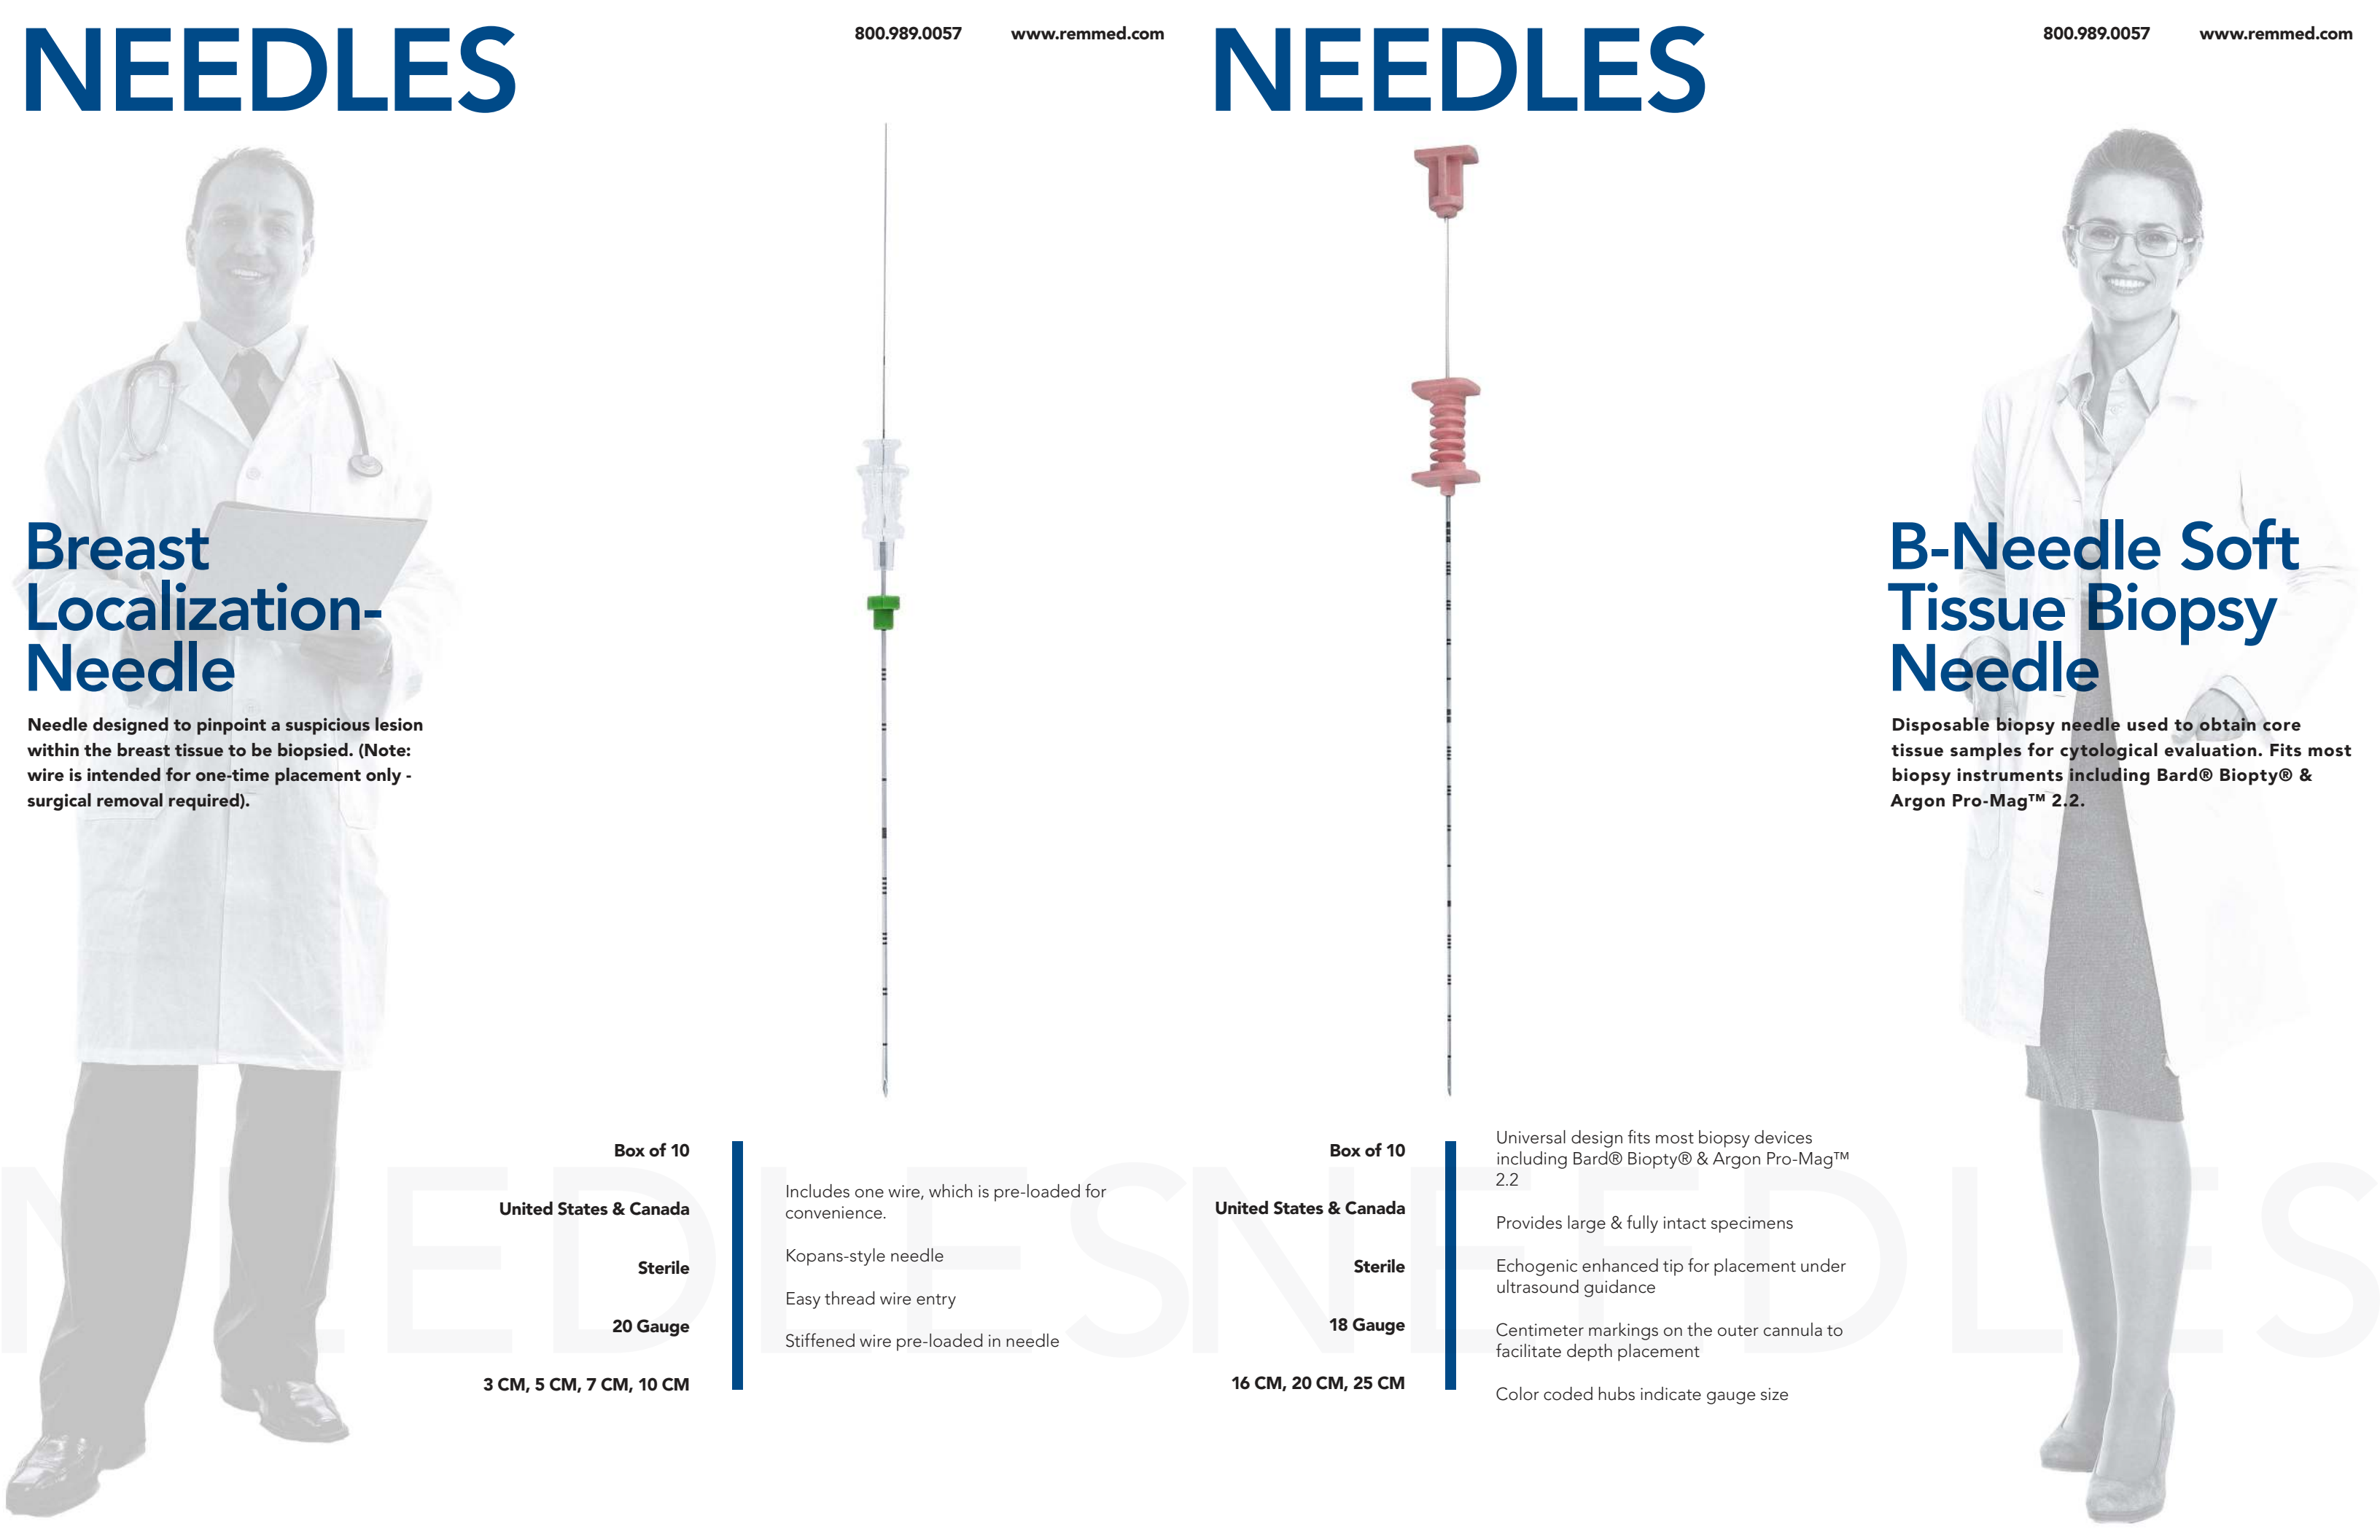 NEEDLES
800.989.0057 www.remmed.com
Breast
Localization-
Needle
Needle designed to pinpoint a suspicious lesion
within the breast tissue to be biopsied. (Note:
wire is intended for one-time placement only -
surgical removal required).
Box of 10
United States & Canada
Sterile
20 Gauge
3 CM, 5 CM, 7 CM, 10 CM
Includes one wire, which is pre-loaded for
convenience.
Kopans-style needle
Easy thread wire entry
Stiffened wire pre-loaded in needle
NEEDLES
NEEDLES
800.989.0057 www.remmed.com
B-Needle Soft
Tissue Biopsy
Needle
Disposable biopsy needle used to obtain core
tissue samples for cytological evaluation. Fits most
biopsy instruments including Bard® Biopty® &
Argon Pro-Mag™ 2.2.
Box of 10
United States & Canada
Sterile
18 Gauge
16 CM, 20 CM, 25 CM
Universal design fits most biopsy devices
including Bard® Biopty® & Argon Pro-Mag™
2.2
Provides large & fully intact specimens
Echogenic enhanced tip for placement under
ultrasound guidance
Centimeter markings on the outer cannula to
facilitate depth placement
Color coded hubs indicate gauge size
NEEDLES